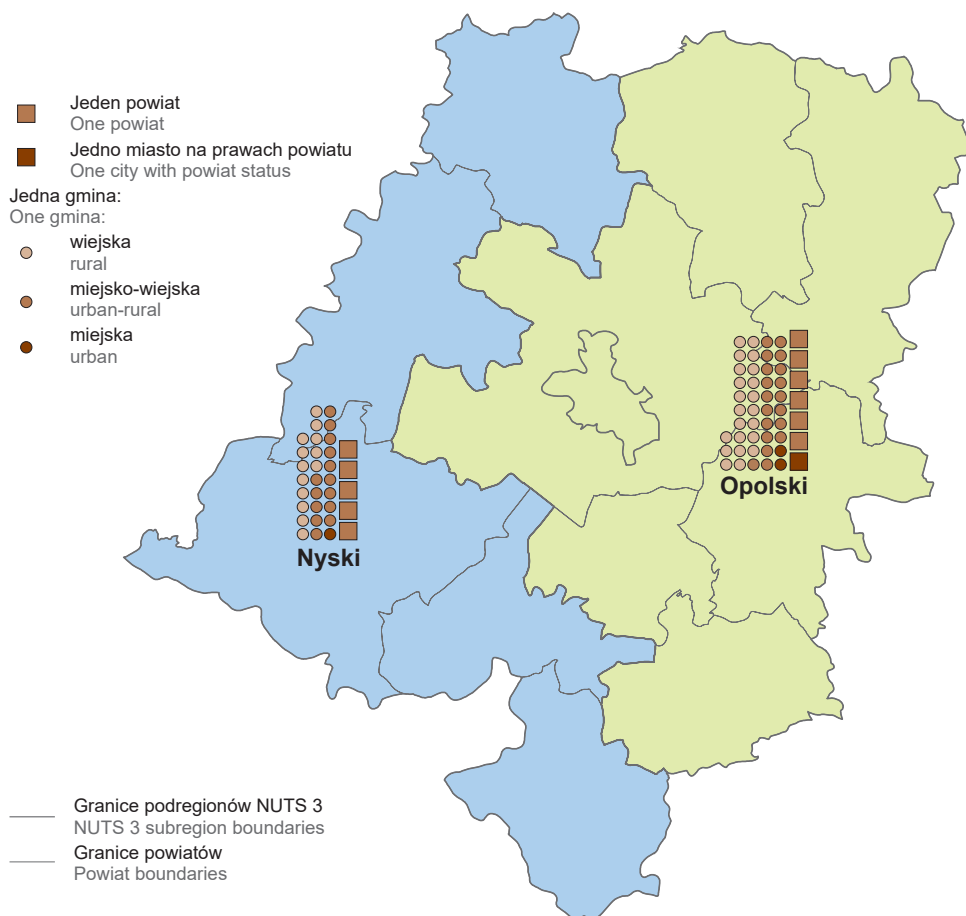 Jeden powiat
One powiat
Jedno miasto na prawach powiatu
One city with powiat status
Jedna gmina:
One gmina:
wiejska
rural
miejsko-wiejska
urban-rural
miejska
urban
Opolski
Nyski
Granice podregionów NUTS 3
NUTS 3 subregion boundaries
Granice powiatów
Powiat boundaries